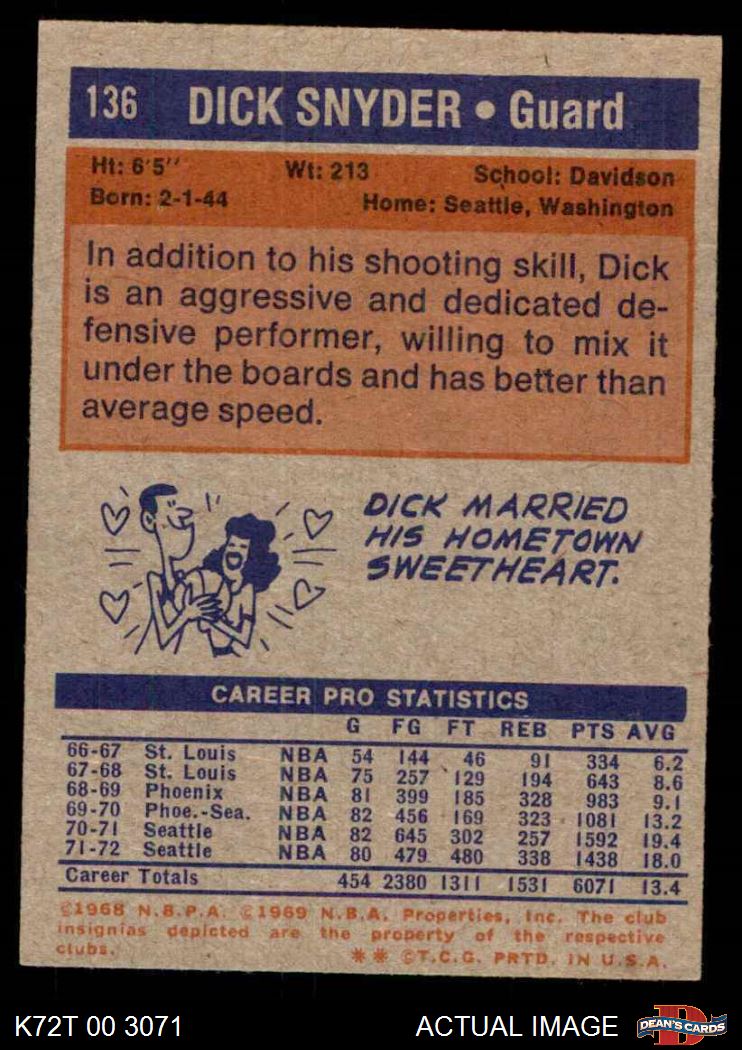 136 DICK SNYDER • Guard
Ht: 6'5'' Wt: 213 School: Davidson
Born: 2-1-44 Home: Seattle, Washington
In addition to his shooting skill, Dick
is an aggressive and dedicated de-
fensive performer, willing to mix it
under the boards and has better than
average speed.
DICK MARRIED
HIS HOMETOWN
SWEETHEART.
CAREER PRO STATISTICS
G FG FT REB PTS AVG
66-67 St. Louis NBA 54 144 46 91 334 6.2
67-68 St. Louis NBA 75 257 129 194 643 8.6
68-69 Phoenix NBA 81 399 185 328 983 9.1
69-70 Phoe.-Sea. NBA 82 456 169 323 1081 13.2
70-71 Seattle NBA 82 645 302 257 1592 19.4
71-72 Seattle NBA 80 479 480 338 1438 18.0
Career Totals 454 2380 1311 1531 6071 13.4
©1968 N.B.P.A. ©1969 N.B.A. Properties, Inc. The club
insignias depicted are the property of the respective
clubs. ** ©T.C.G. PRTD. IN U.S.A.
K72T 00 3071 ACTUAL IMAGE DEAN'S CARDS